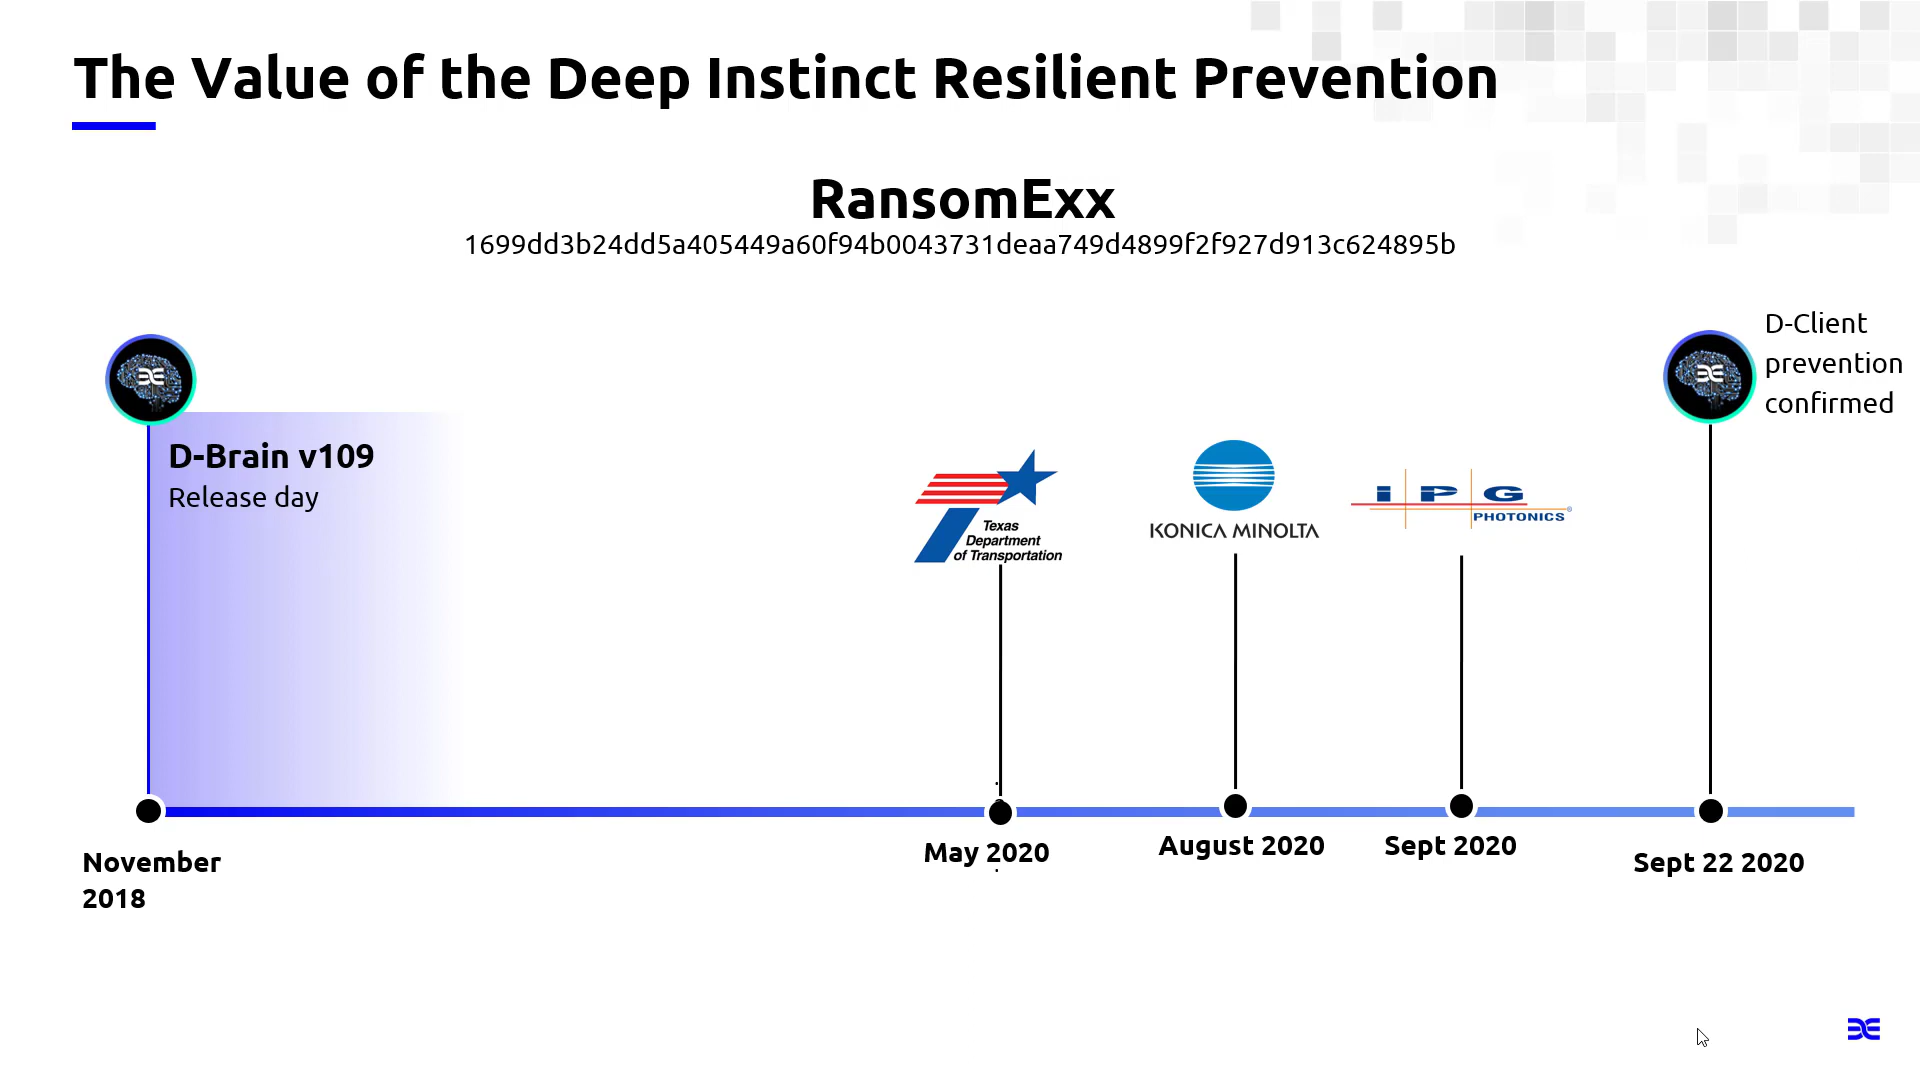 The Value of the Deep Instinct Resilient Prevention
RansomExx
1699dd3b24dd5a405449a60f94b0043731deaa749d4899f2f927d913c624895b
D-Client
prevention
confirmed
D-Brain v109
Release day
Texas
Department
of Transportation
KONICA MINOLTA
IPG
PHOTONICS®
November
2018
May 2020
August 2020
Sept 2020
Sept 22 2020